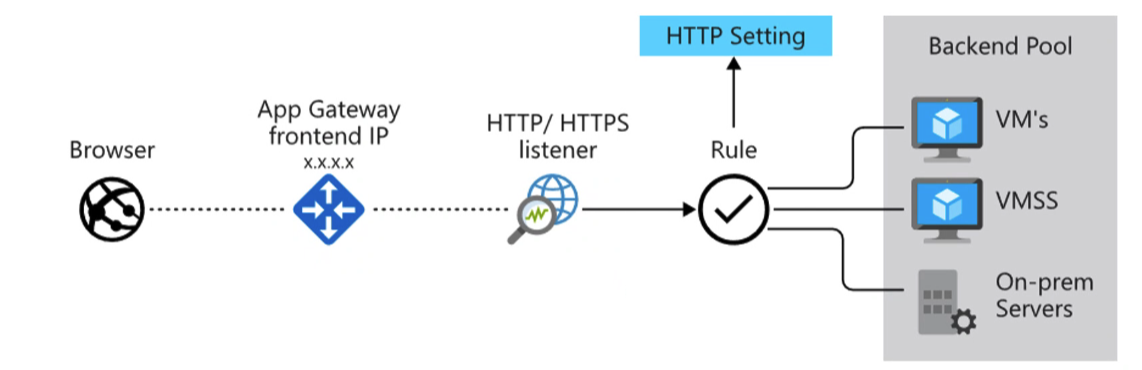 Browser
App Gateway
frontend IP
x.x.x.x
HTTP/ HTTPS
listener
Rule
HTTP Setting
Backend Pool
VM's
VMSS
On-prem
Servers